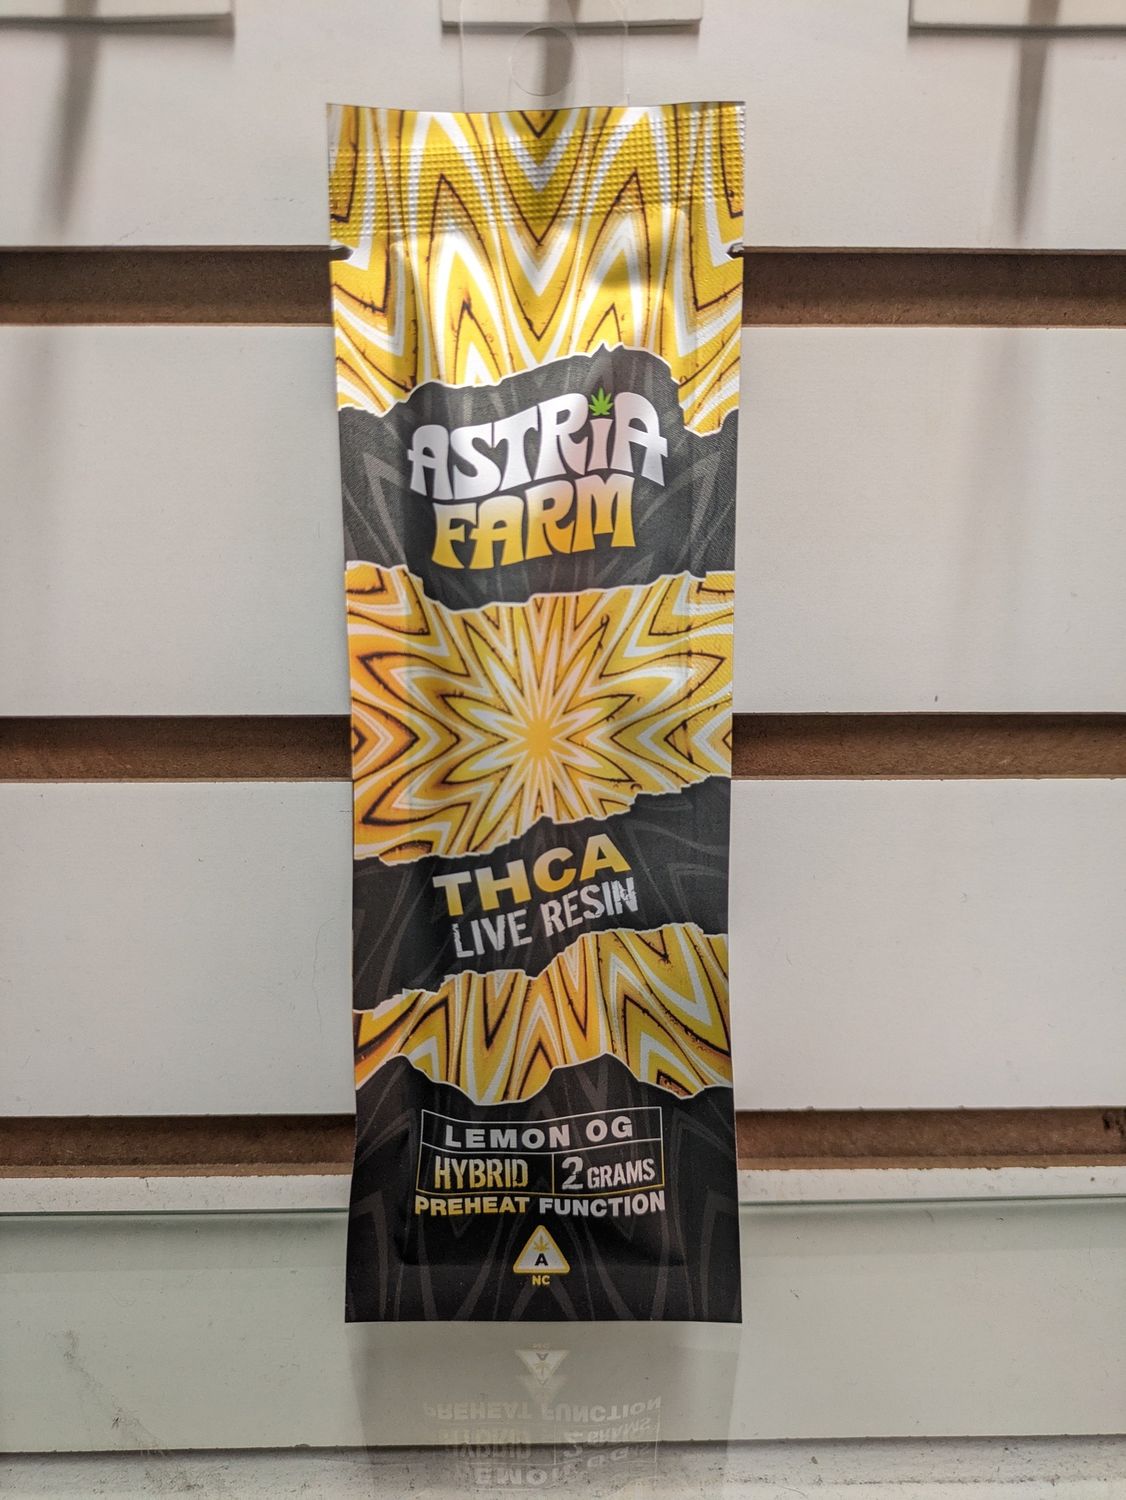 ASTRiA
FARM
THCA
LIVE RESIN
LEMON OG
HYBRID 2 GRAMS
PREHEAT FUNCTION
A
NC